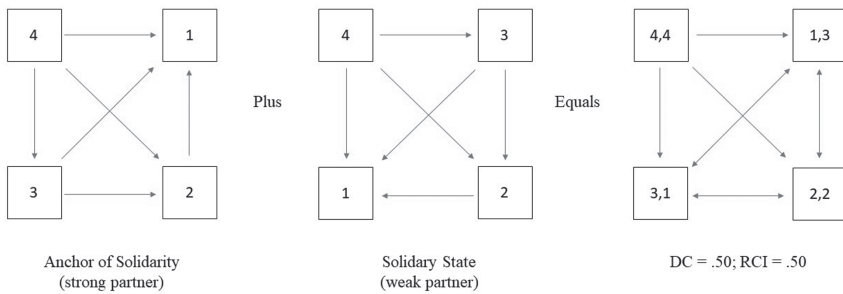 4 1 4 3 4,4 1,3
Plus Equals
3 2 1 2 3,1 2,2
Anchor of Solidarity Solidary State DC = .50; RCI = .50
(strong partner) (weak partner)